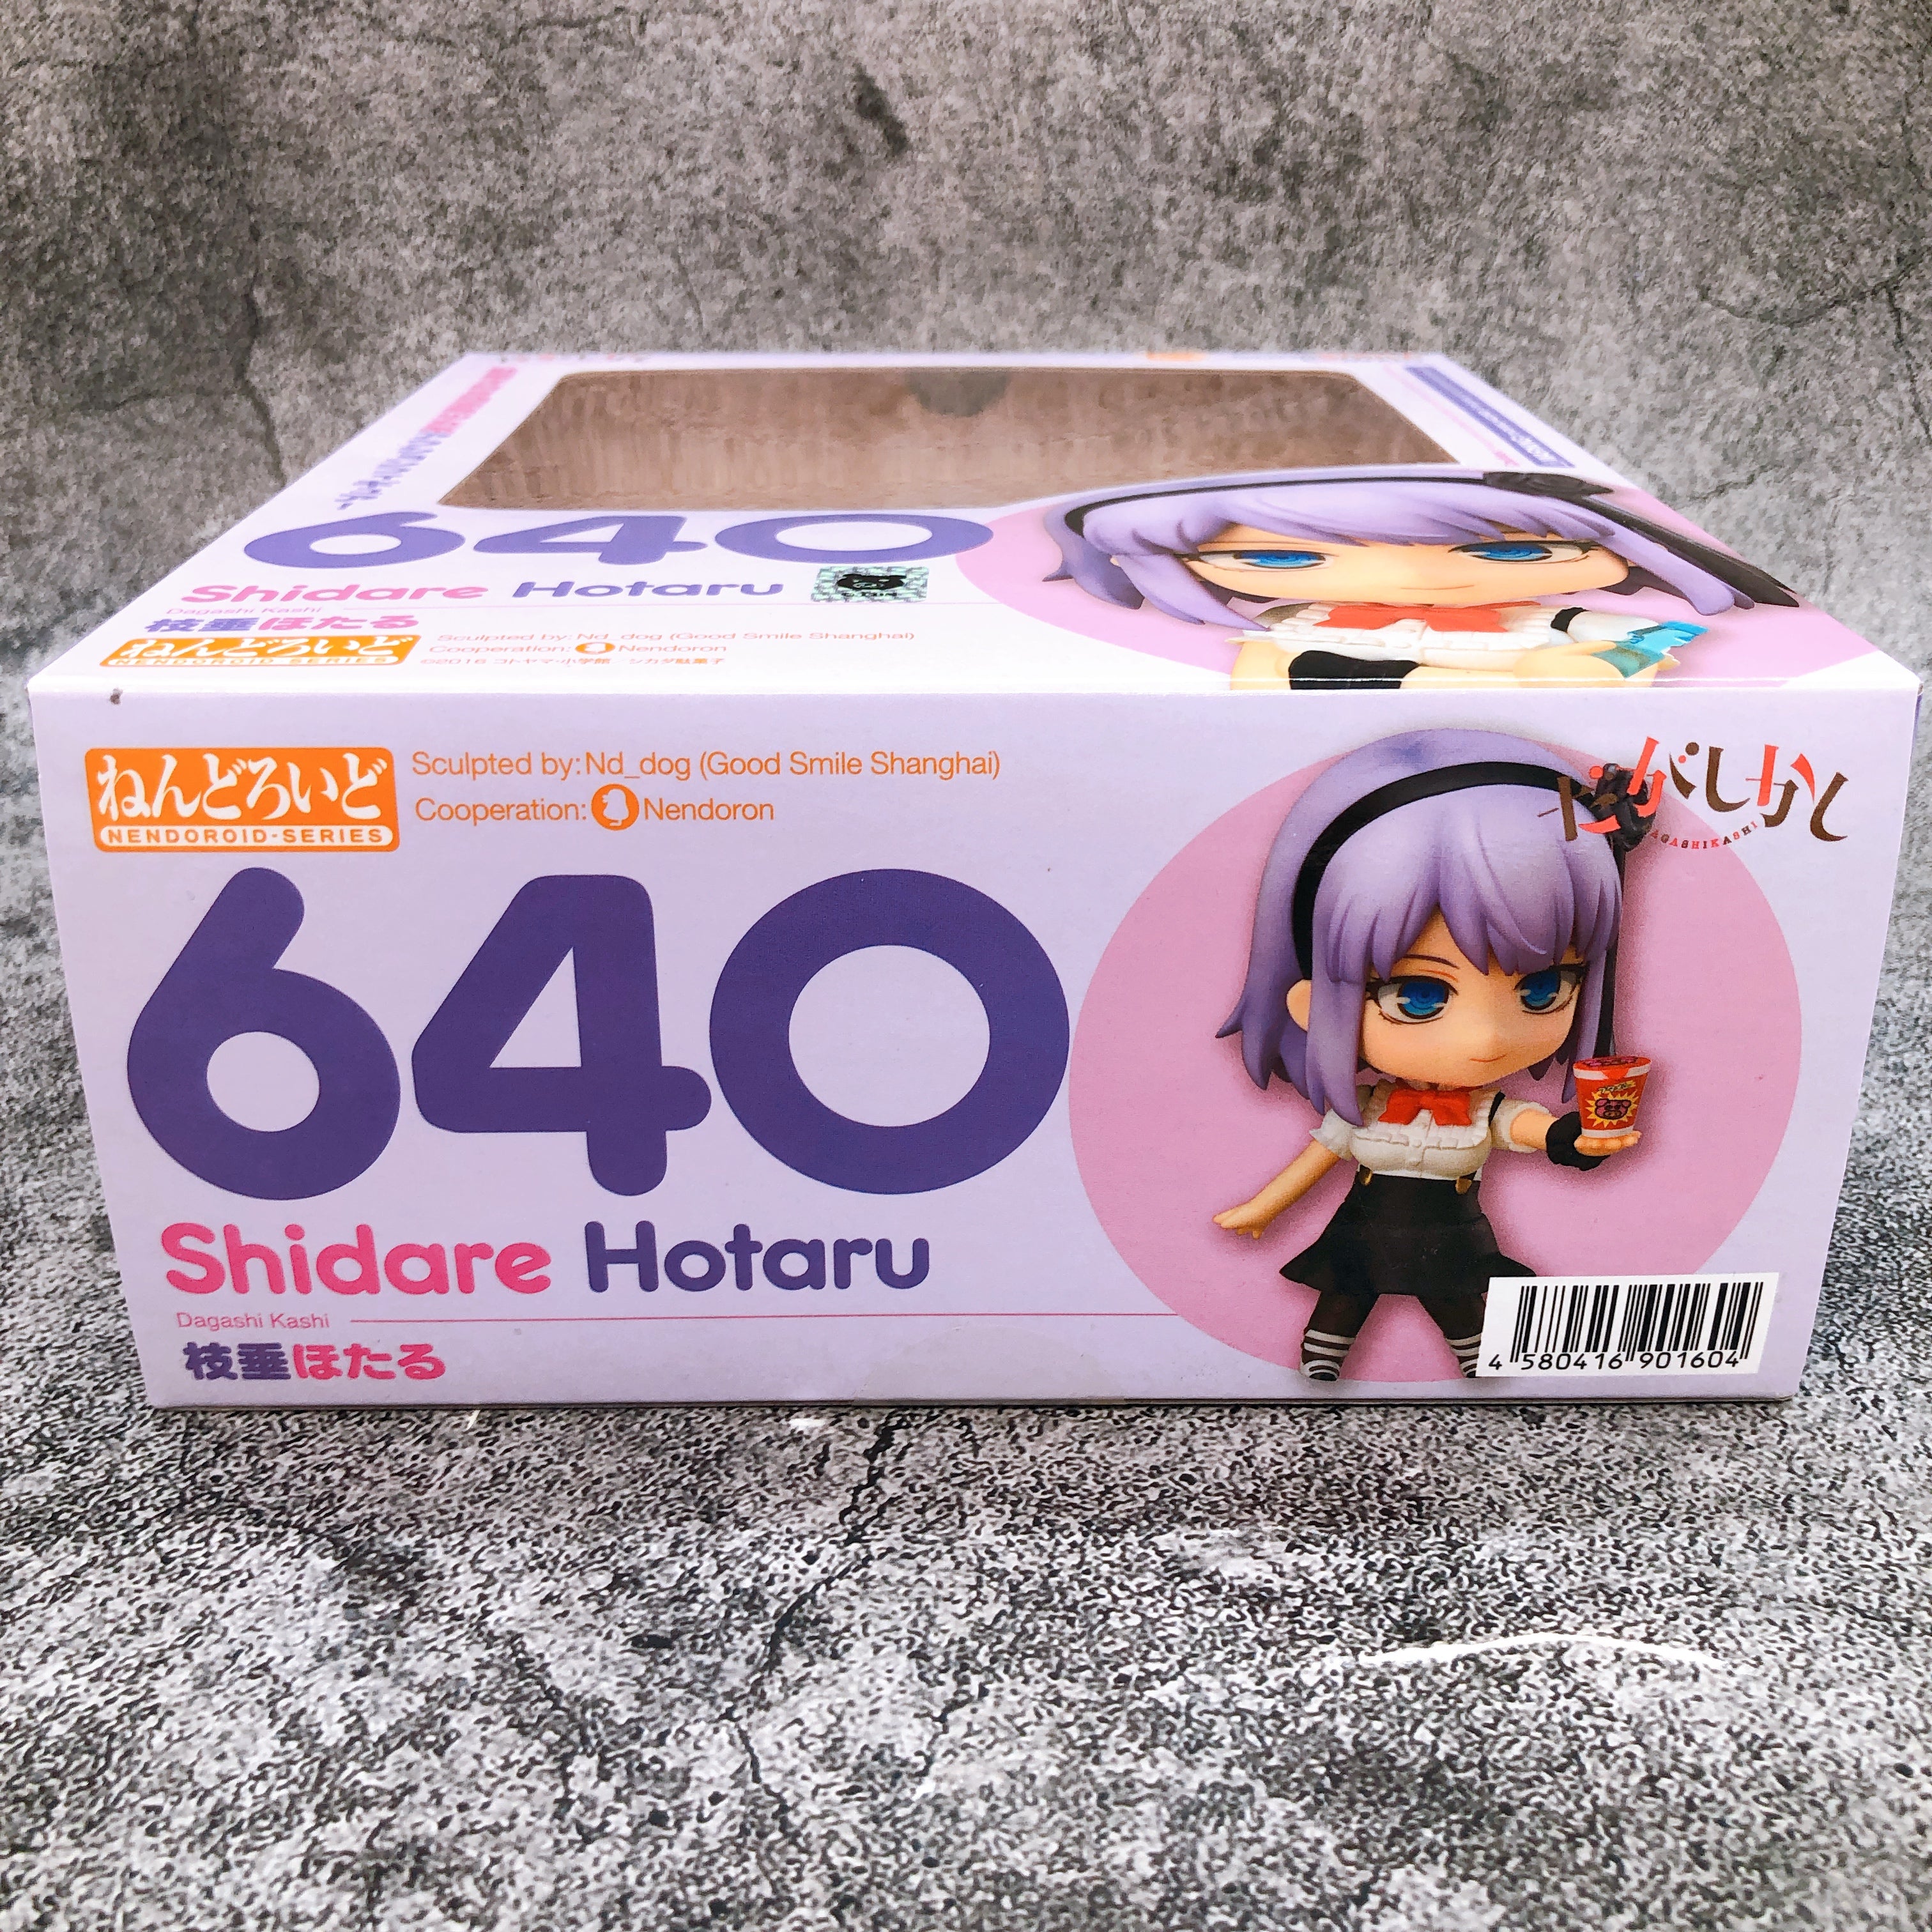 640
Shidare Hotaru
Dagashi Kashi
枝垂ほたる
ねんどろいど
NENDOROID SERIES
Sculpted by: Nd_dog (Good Smile Shanghai)
Cooperation: Nendoron
©2016 コトヤマ・小学館／シカダ駄菓子
ねんどろいど
NENDOROID-SERIES
Sculpted by: Nd_dog (Good Smile Shanghai)
Cooperation: Nendoron
だがしかし
DAGASHIKASHI
640
Shidare Hotaru
Dagashi Kashi
枝垂ほたる
4 580416 901604